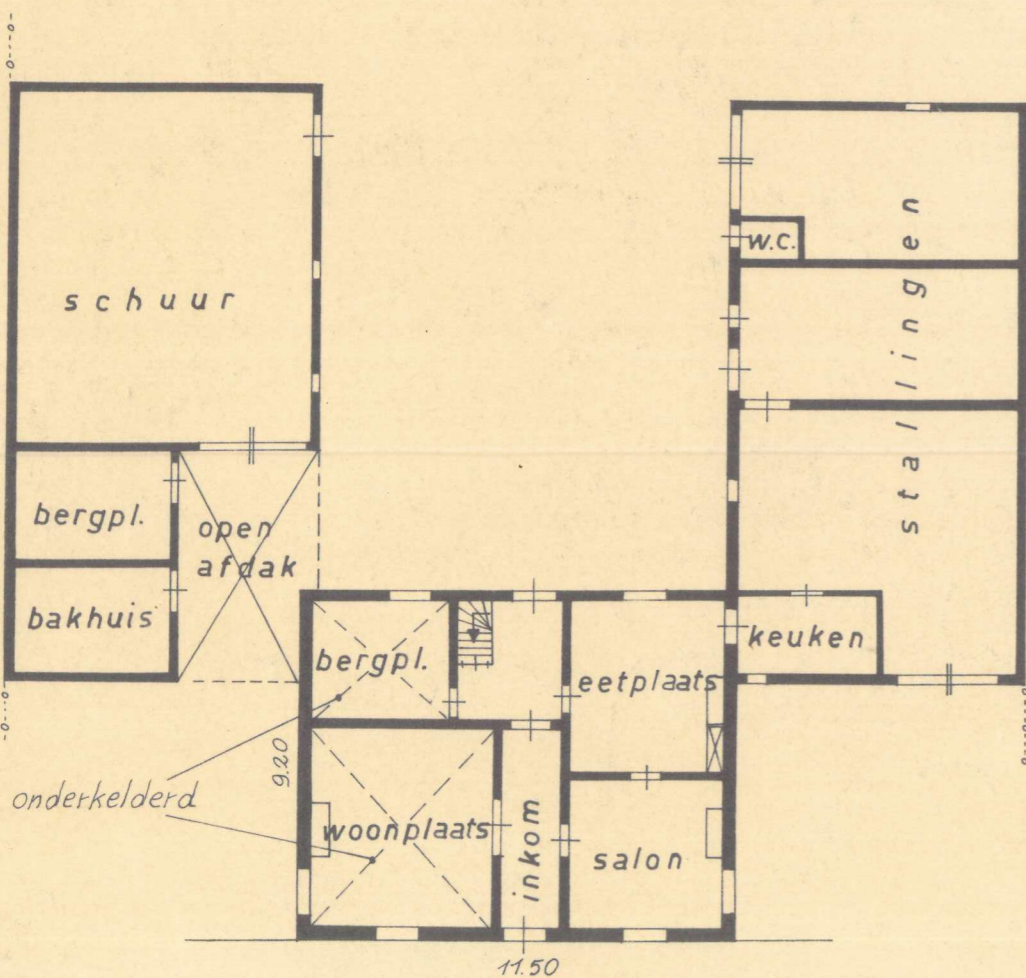 schuur
w.c.
stallingen
bergpl.
open
afdak
bakhuis
bergpl.
eetplaats
keuken
9.20
onderkelderd
woonplaats
inkom
salon
11.50